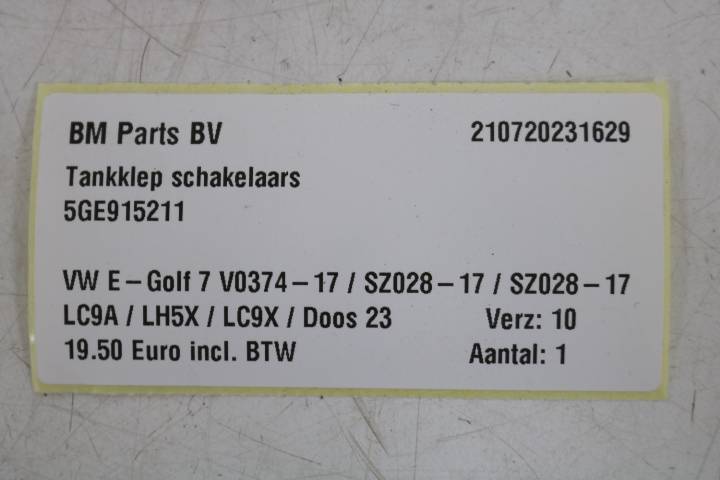 BM Parts BV 210720231629
Tankklep schakelaars
5GE915211
VW E-Golf 7 V0374-17 / SZ028-17 / SZ028-17
LC9A / LH5X / LC9X / Doos 23 Verz: 10
19.50 Euro incl. BTW Aantal: 1